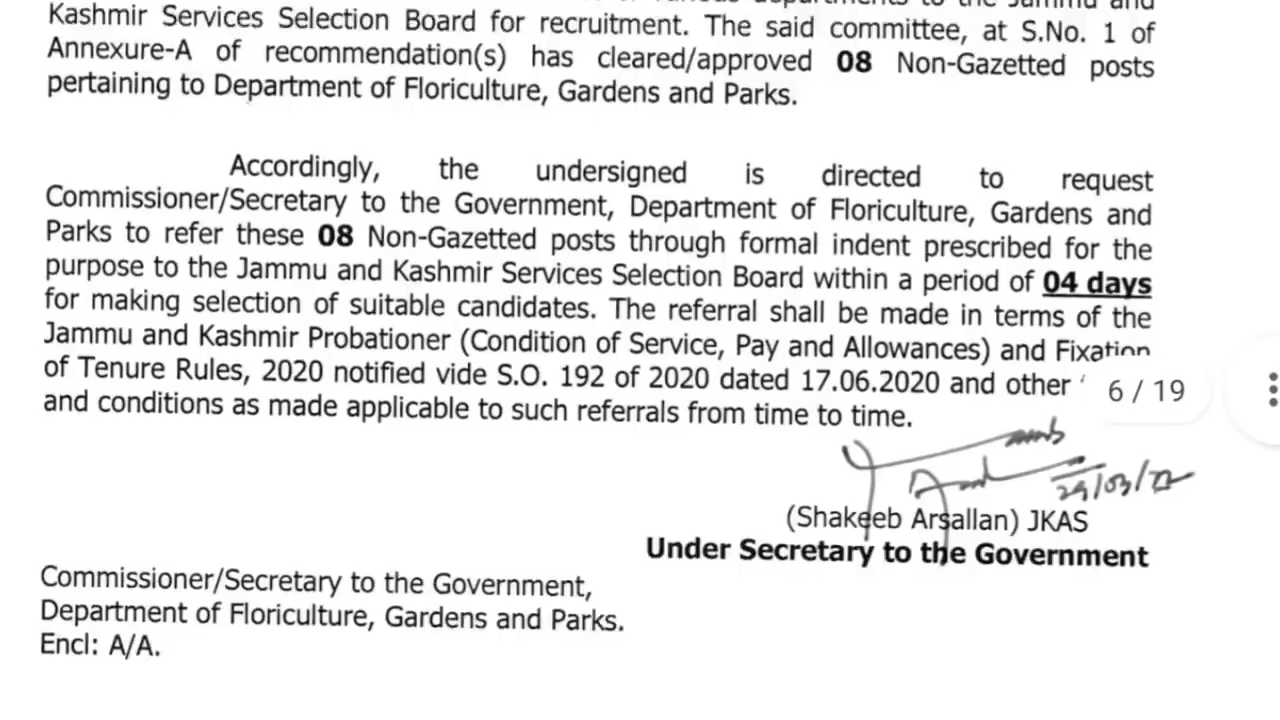 departments to the Jammu and
Kashmir Services Selection Board for recruitment. The said committee, at S.No. 1 of
Annexure-A of recommendation(s) has cleared/approved 08 Non-Gazetted posts
pertaining to Department of Floriculture, Gardens and Parks.
Accordingly, the undersigned is directed to request
Commissioner/Secretary to the Government, Department of Floriculture, Gardens and
Parks to refer these 08 Non-Gazetted posts through formal indent prescribed for the
purpose to the Jammu and Kashmir Services Selection Board within a period of 04 days
for making selection of suitable candidates. The referral shall be made in terms of the
Jammu and Kashmir Probationer (Condition of Service, Pay and Allowances) and Fixation
of Tenure Rules, 2020 notified vide S.O. 192 of 2020 dated 17.06.2020 and other
6 / 19
and conditions as made applicable to such referrals from time to time.
29/03/22
(Shakeeb Arsallan) JKAS
Under Secretary to the Government
Commissioner/Secretary to the Government,
Department of Floriculture, Gardens and Parks.
Encl: A/A.